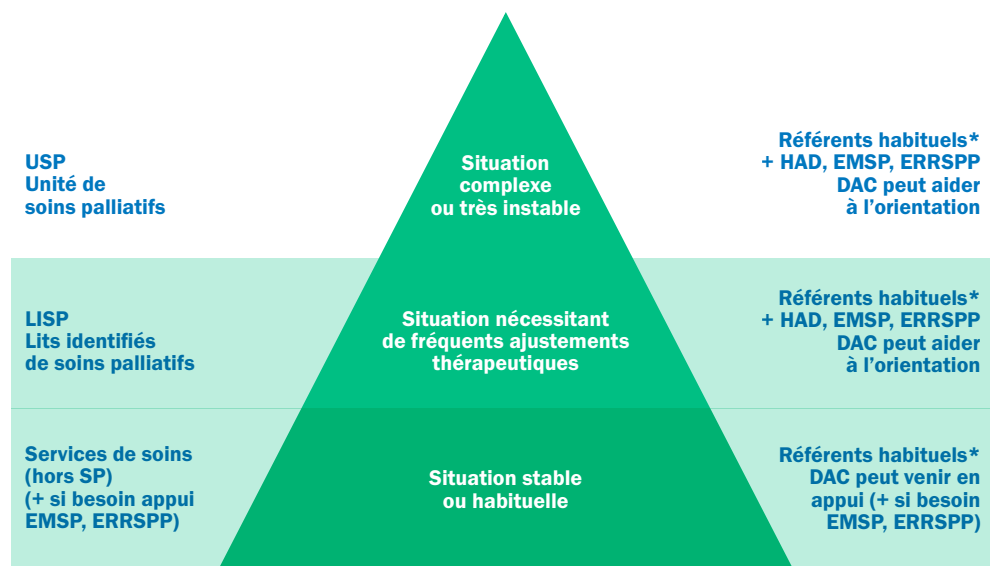 USP
Unité de
soins palliatifs
Situation
complexe
ou très instable
Référents habituels*
+ HAD, EMSP, ERRSPP
DAC peut aider
à l’orientation
LISP
Lits identifiés
de soins palliatifs
Situation nécessitant
de fréquents ajustements
thérapeutiques
Référents habituels*
+ HAD, EMSP, ERRSPP
DAC peut aider
à l’orientation
Services de soins
(hors SP)
(+ si besoin appui
EMSP, ERRSPP)
Situation stable
ou habituelle
Référents habituels*
DAC peut venir en
appui (+ si besoin
EMSP, ERRSPP)